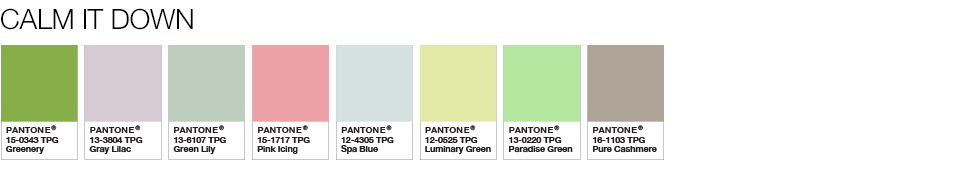 CALM IT DOWN
PANTONE®
15-0343 TPG
Greenery
PANTONE®
13-3804 TPG
Gray Lilac
PANTONE®
13-6107 TPG
Green Lily
PANTONE®
15-1717 TPG
Pink Icing
PANTONE®
12-4305 TPG
Spa Blue
PANTONE®
12-0525 TPG
Luminary Green
PANTONE®
13-0220 TPG
Paradise Green
PANTONE®
16-1103 TPG
Pure Cashmere